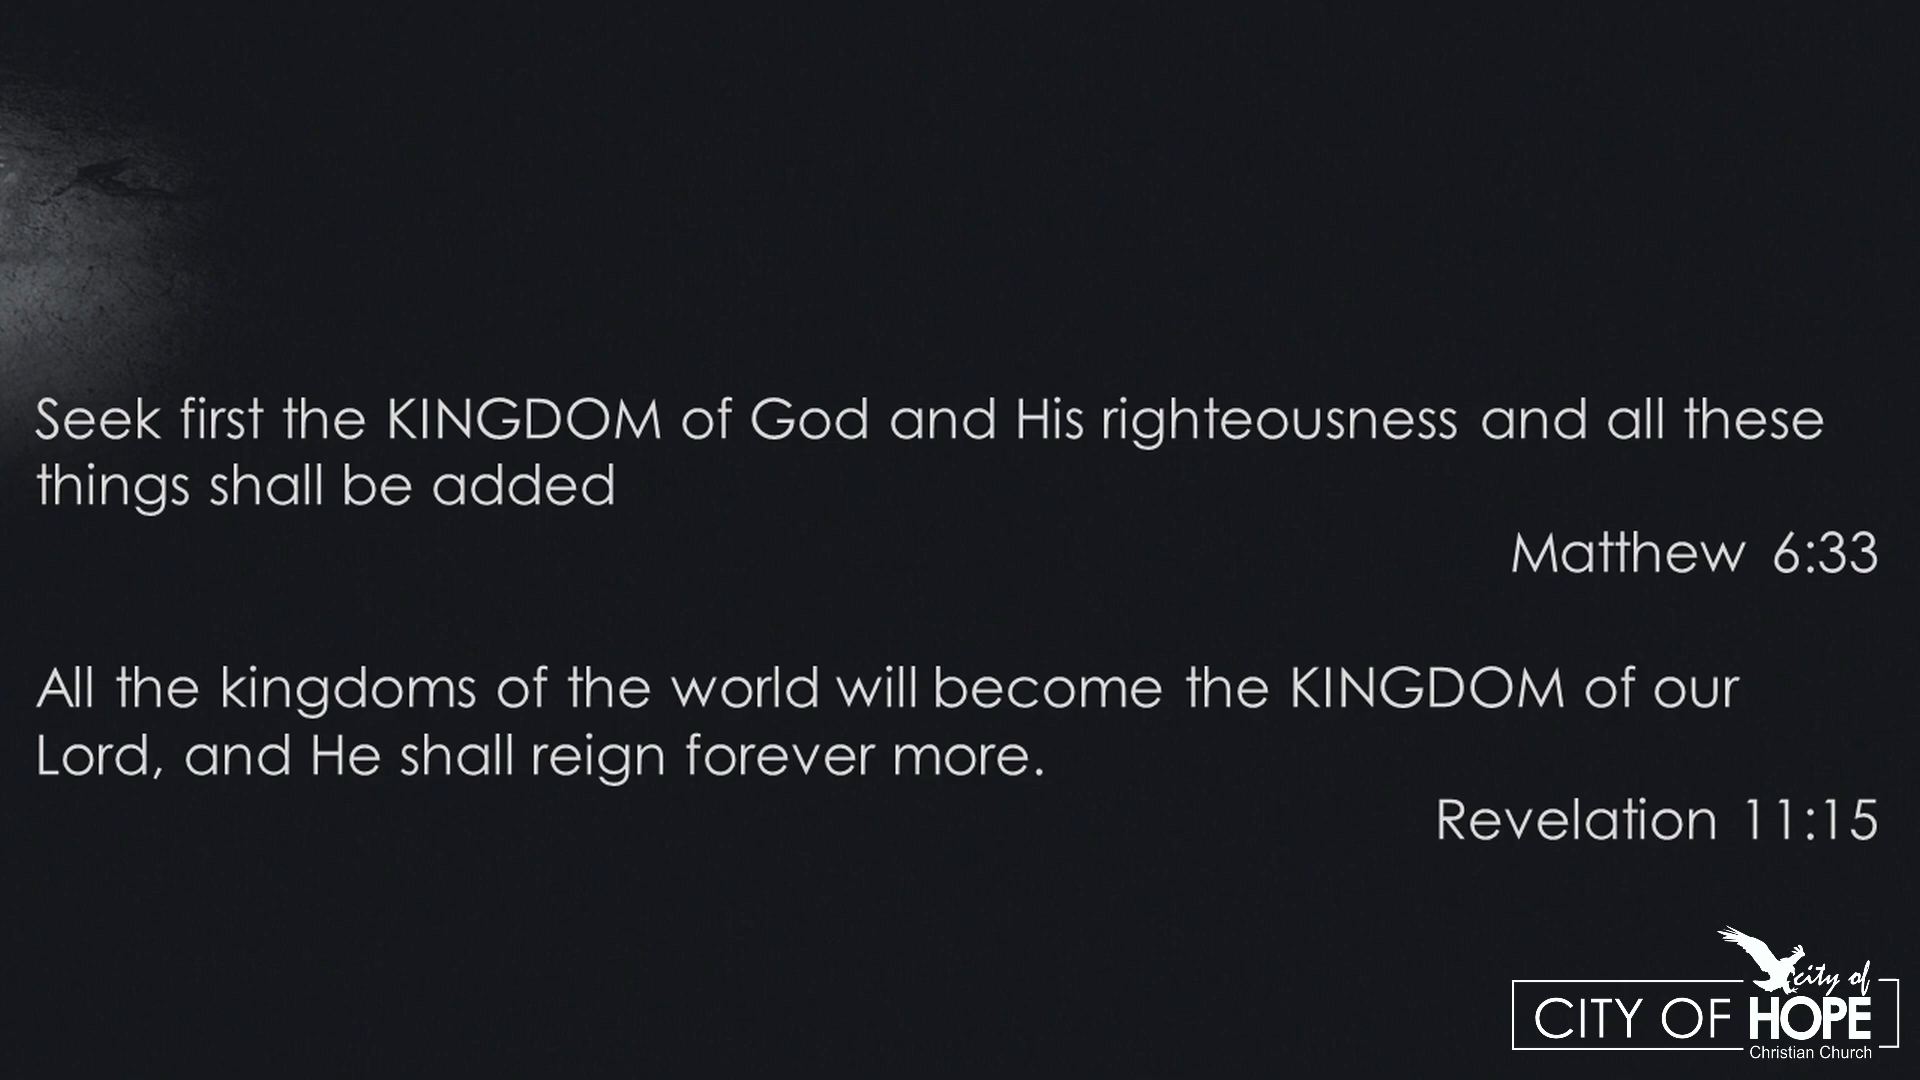 Seek first the KINGDOM of God and His righteousness and all these
things shall be added
Matthew 6:33
All the kingdoms of the world will become the KINGDOM of our
Lord, and He shall reign forever more.
Revelation 11:15
city of
CITY OF HOPE
Christian Church